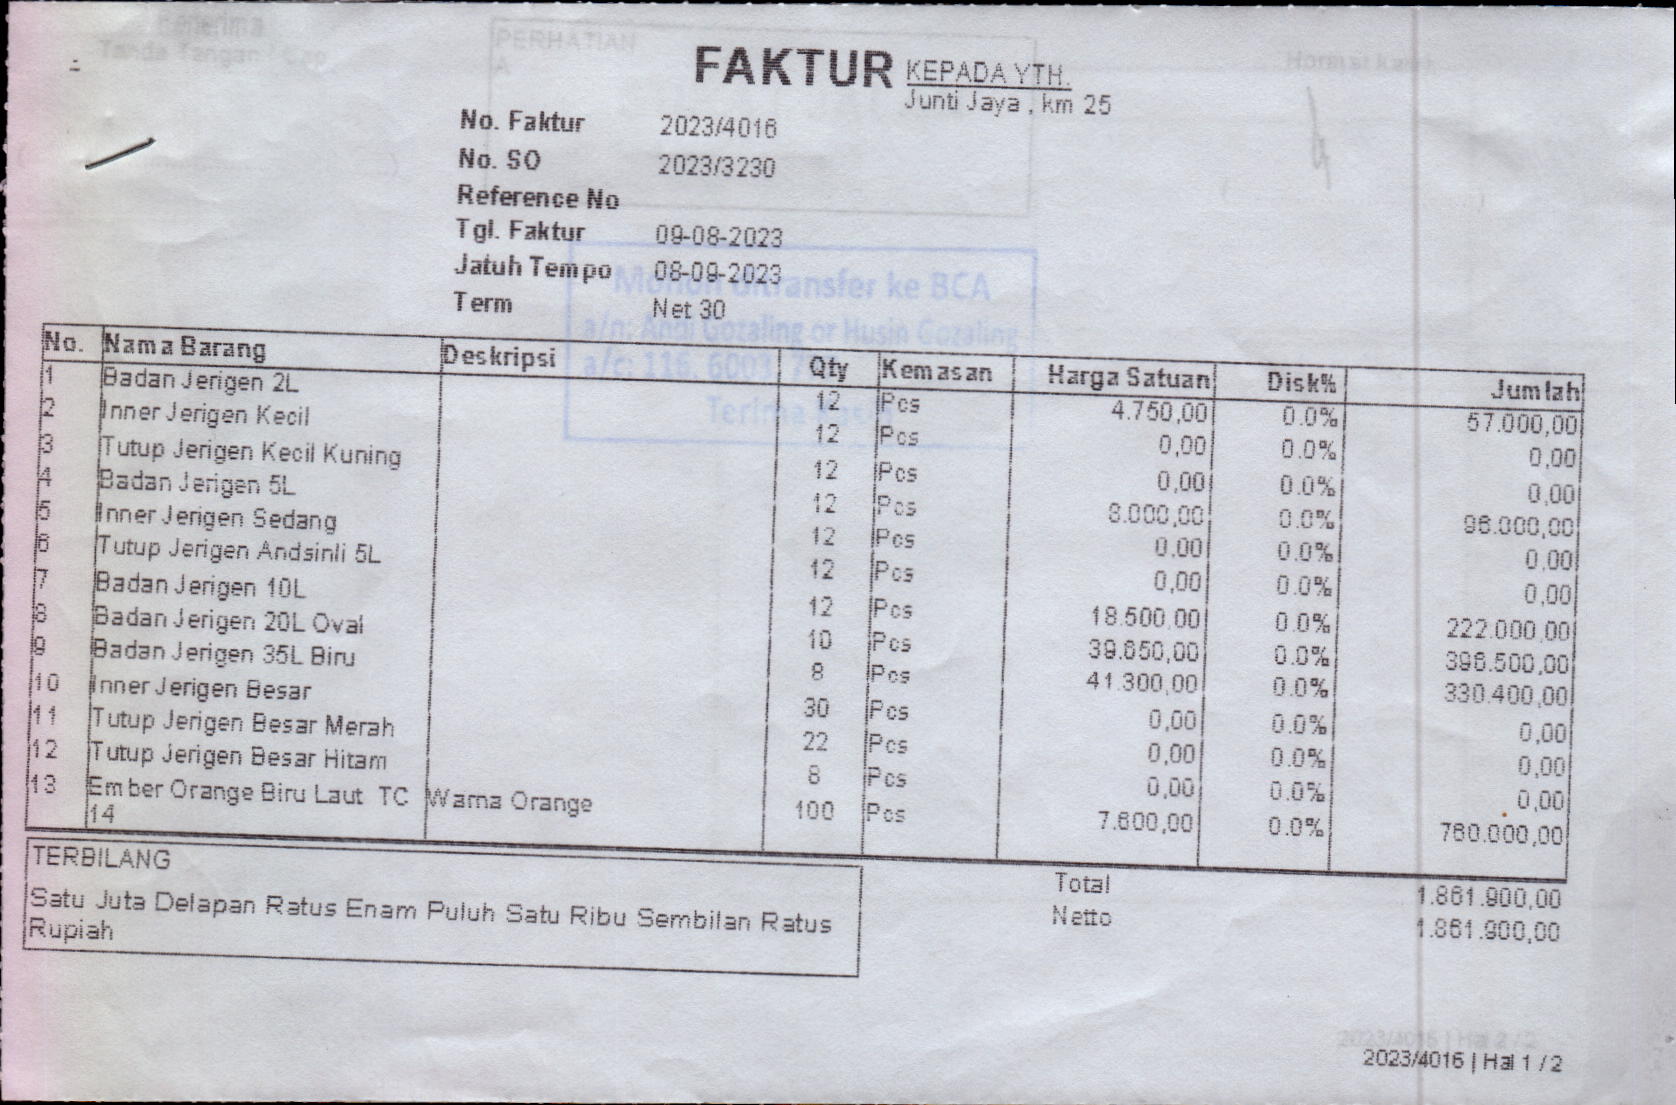 FAKTUR KEPADA YTH.
Junti Jaya , km 25
No. Faktur 2023/4016
No. SO 2023/3230
Reference No
Tgl. Faktur 09-08-2023
Jatuh Tempo 08-09-2023
Term Net 30
Mohon ditransfer ke BCA
a/n: Andi Gozaling or Husin Gozaling
a/c: 116. 6003.
Terima
No. Nama Barang Deskripsi Qty Kemasan Harga Satuan Disk% Jumlah
1 Badan Jerigen 2L 12 Pcs 4.750,00 0.0% 57.000,00
2 Inner Jerigen Kecil 12 Pcs 0,00 0.0% 0,00
3 Tutup Jerigen Kecil Kuning 12 Pcs 0,00 0.0% 0,00
4 Badan Jerigen 5L 12 Pcs 8.000,00 0.0% 96.000,00
5 Inner Jerigen Sedang 12 Pcs 0.00 0.0% 0,00
6 Tutup Jerigen Andsinli 5L 12 Pcs 0,00 0.0% 0,00
7 Badan Jerigen 10L 12 Pcs 18.500.00 0.0% 222.000,00
8 Badan Jerigen 20L Oval 10 Pcs 39.650,00 0.0% 396.500,00
9 Badan Jerigen 35L Biru 8 Pcs 41.300,00 0.0% 330.400,00
10 Inner Jerigen Besar 30 Pcs 0,00 0.0% 0,00
11 Tutup Jerigen Besar Merah 22 Pcs 0,00 0.0% 0,00
12 Tutup Jerigen Besar Hitam 8 Pcs 0,00 0.0% 0,00
13 Ember Orange Biru Laut TC Warna Orange 100 Pcs 7.600,00 0.0% 760.000,00
14
TERBILANG
Satu Juta Delapan Ratus Enam Puluh Satu Ribu Sembilan Ratus
Rupiah
Total 1.861.900,00
Netto 1.861.900,00
2023/4016 | Hal 1 / 2